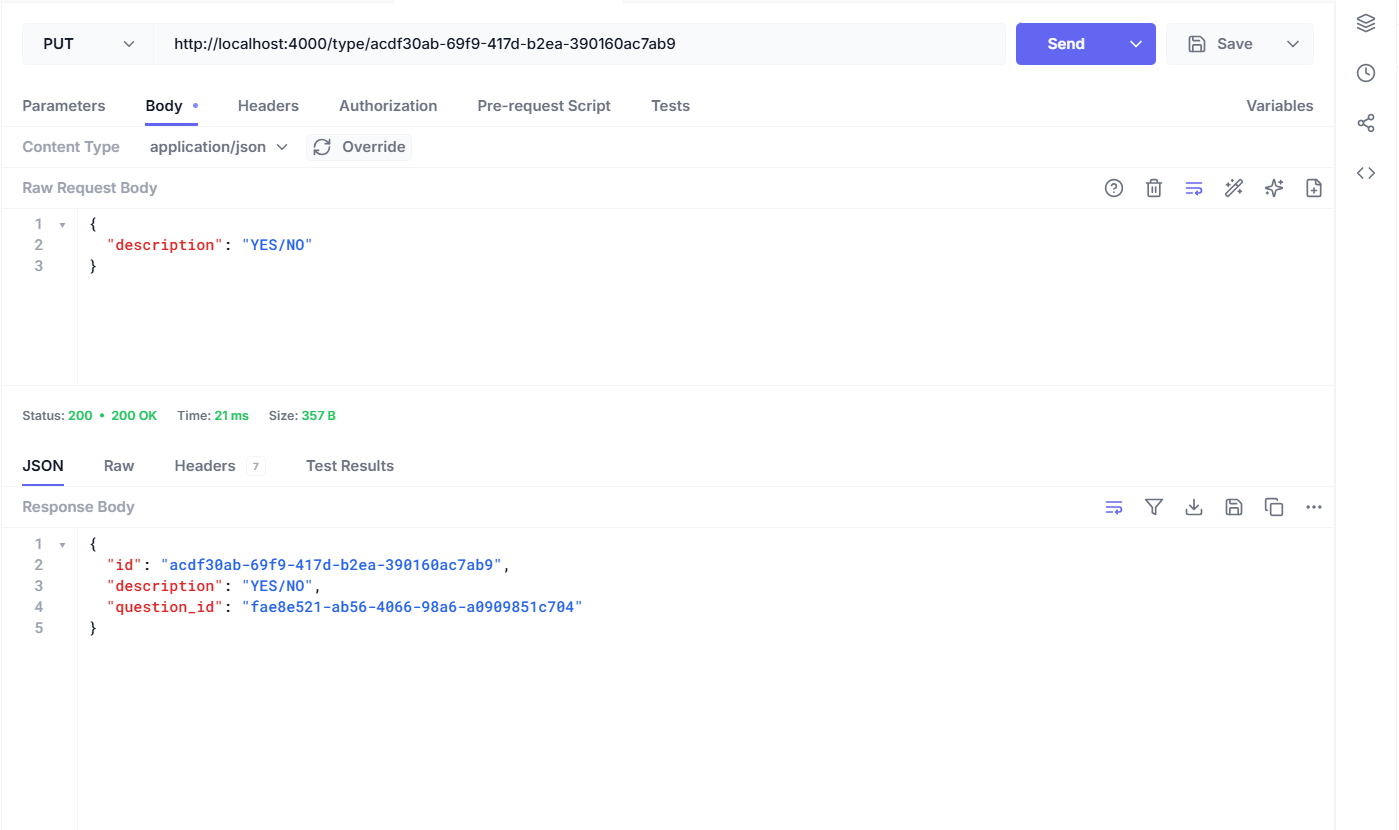 PUT http://localhost:4000/type/acdf30ab-69f9-417d-b2ea-390160ac7ab9 Send Save
Parameters Body Headers Authorization Pre-request Script Tests Variables
Content Type application/json Override
Raw Request Body
1 {
2 "description": "YES/NO"
3 }
Status: 200 • 200 OK Time: 21 ms Size: 357 B
JSON Raw Headers 7 Test Results
Response Body
1 {
2 "id": "acdf30ab-69f9-417d-b2ea-390160ac7ab9",
3 "description": "YES/NO",
4 "question_id": "fae8e521-ab56-4066-98a6-a0909851c704"
5 }